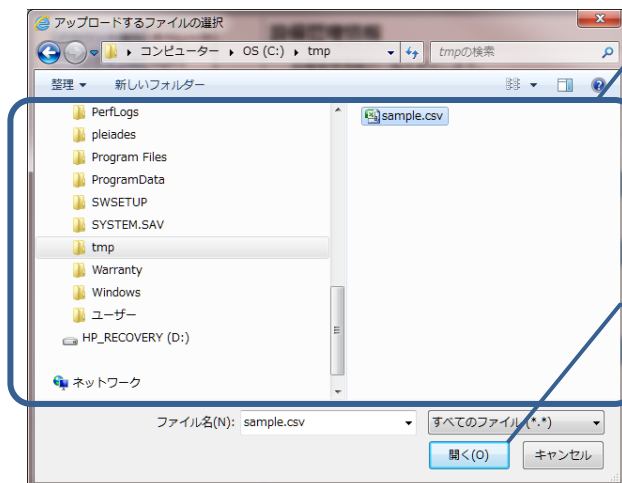 アップロードするファイルの選択
コンピューター ▸ OS (C:) ▸ tmp
tmpの検索
整理 新しいフォルダー
PerfLogs
pleiades
Program Files
ProgramData
SWSETUP
SYSTEM.SAV
tmp
Warranty
Windows
ユーザー
HP_RECOVERY (D:)
ネットワーク
sample.csv
ファイル名(N): sample.csv
すべてのファイル (*.*)
開く(O) キャンセル